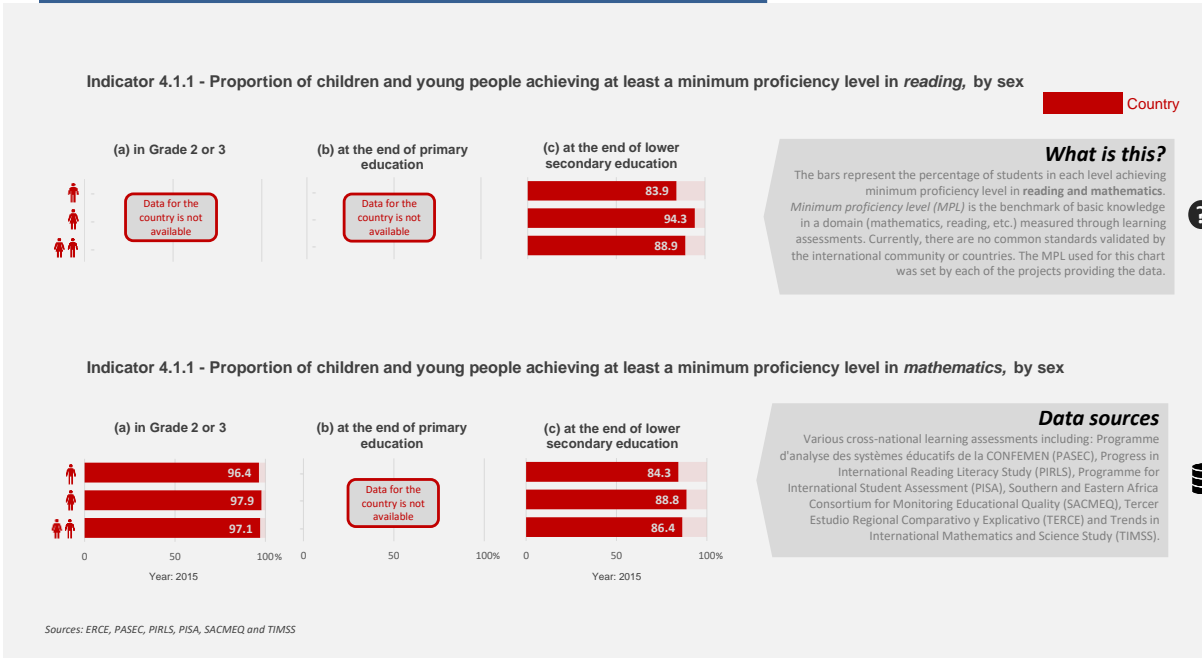 Indicator 4.1.1 - Proportion of children and young people achieving at least a minimum proficiency level in reading, by sex
Country
(a) in Grade 2 or 3
(b) at the end of primary
education
(c) at the end of lower
secondary education
Data for the
country is not
available
Data for the
country is not
available
83.9
94.3
88.9
What is this?
The bars represent the percentage of students in each level achieving
minimum proficiency level in reading and mathematics.
Minimum proficiency level (MPL) is the benchmark of basic knowledge
in a domain (mathematics, reading, etc.) measured through learning
assessments. Currently, there are no common standards validated by
the international community or countries. The MPL used for this chart
was set by each of the projects providing the data.
?
Indicator 4.1.1 - Proportion of children and young people achieving at least a minimum proficiency level in mathematics, by sex
(a) in Grade 2 or 3
(b) at the end of primary
education
(c) at the end of lower
secondary education
96.4
97.9
97.1
0 50 100%
Year: 2015
Data for the
country is not
available
0 50 100%
84.3
88.8
86.4
0 50 100%
Year: 2015
Data sources
Various cross-national learning assessments including: Programme
d'analyse des systèmes éducatifs de la CONFEMEN (PASEC), Progress in
International Reading Literacy Study (PIRLS), Programme for
International Student Assessment (PISA), Southern and Eastern Africa
Consortium for Monitoring Educational Quality (SACMEQ), Tercer
Estudio Regional Comparativo y Explicativo (TERCE) and Trends in
International Mathematics and Science Study (TIMSS).
Sources: ERCE, PASEC, PIRLS, PISA, SACMEQ and TIMSS